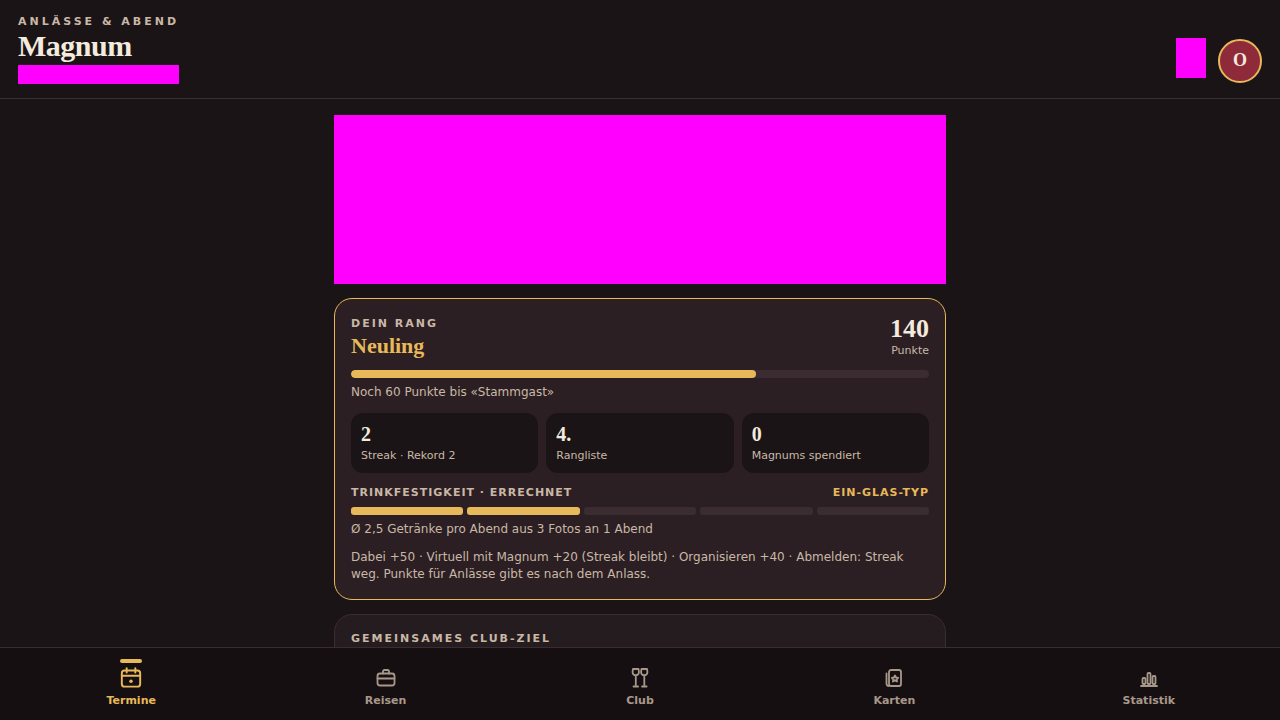 ANLÄSSE & ABEND
Magnum
O
DEIN RANG
Neuling
140
Punkte
Noch 60 Punkte bis «Stammgast»
2
Streak · Rekord 2
4.
Rangliste
0
Magnums spendiert
TRINKFESTIGKEIT · ERRECHNET
EIN-GLAS-TYP
Ø 2,5 Getränke pro Abend aus 3 Fotos an 1 Abend
Dabei +50 · Virtuell mit Magnum +20 (Streak bleibt) · Organisieren +40 · Abmelden: Streak
weg. Punkte für Anlässe gibt es nach dem Anlass.
GEMEINSAMES CLUB-ZIEL
Termine
Reisen
Club
Karten
Statistik